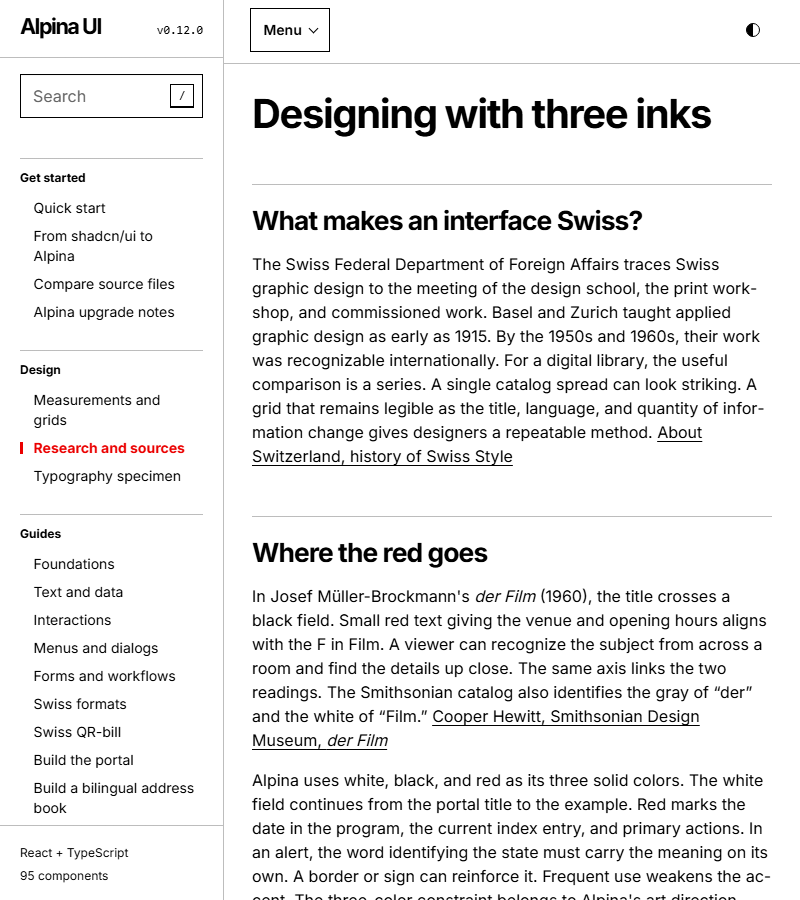 Alpina UI
v0.12.0
Search
/
Get started
Quick start
From shadcn/ui to
Alpina
Compare source files
Alpina upgrade notes
Design
Measurements and
grids
Research and sources
Typography specimen
Guides
Foundations
Text and data
Interactions
Menus and dialogs
Forms and workflows
Swiss formats
Swiss QR-bill
Build the portal
Build a bilingual address
book
React + TypeScript
95 components
Menu
Designing with three inks
What makes an interface Swiss?
The Swiss Federal Department of Foreign Affairs traces Swiss
graphic design to the meeting of the design school, the print work-
shop, and commissioned work. Basel and Zurich taught applied
graphic design as early as 1915. By the 1950s and 1960s, their work
was recognizable internationally. For a digital library, the useful
comparison is a series. A single catalog spread can look striking. A
grid that remains legible as the title, language, and quantity of infor-
mation change gives designers a repeatable method. About
Switzerland, history of Swiss Style
Where the red goes
In Josef Müller-Brockmann's der Film (1960), the title crosses a
black field. Small red text giving the venue and opening hours aligns
with the F in Film. A viewer can recognize the subject from across a
room and find the details up close. The same axis links the two
readings. The Smithsonian catalog also identifies the gray of “der”
and the white of “Film.” Cooper Hewitt, Smithsonian Design
Museum, der Film
Alpina uses white, black, and red as its three solid colors. The white
field continues from the portal title to the example. Red marks the
date in the program, the current index entry, and primary actions. In
an alert, the word identifying the state must carry the meaning on its
own. A border or sign can reinforce it. Frequent use weakens the ac-
cent. The three-color constraint belongs to Alpina's art direction.